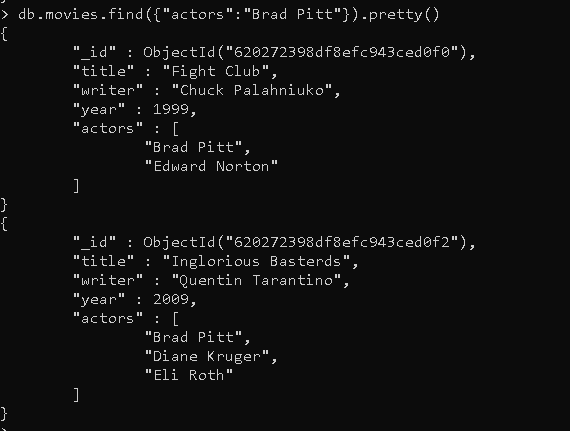 > db.movies.find({"actors":"Brad Pitt"}).pretty()
{
        "_id" : ObjectId("620272398df8efc943ced0f0"),
        "title" : "Fight Club",
        "writer" : "Chuck Palahniuko",
        "year" : 1999,
        "actors" : [
                "Brad Pitt",
                "Edward Norton"
        ]
}
{
        "_id" : ObjectId("620272398df8efc943ced0f2"),
        "title" : "Inglorious Basterds",
        "writer" : "Quentin Tarantino",
        "year" : 2009,
        "actors" : [
                "Brad Pitt",
                "Diane Kruger",
                "Eli Roth"
        ]
}